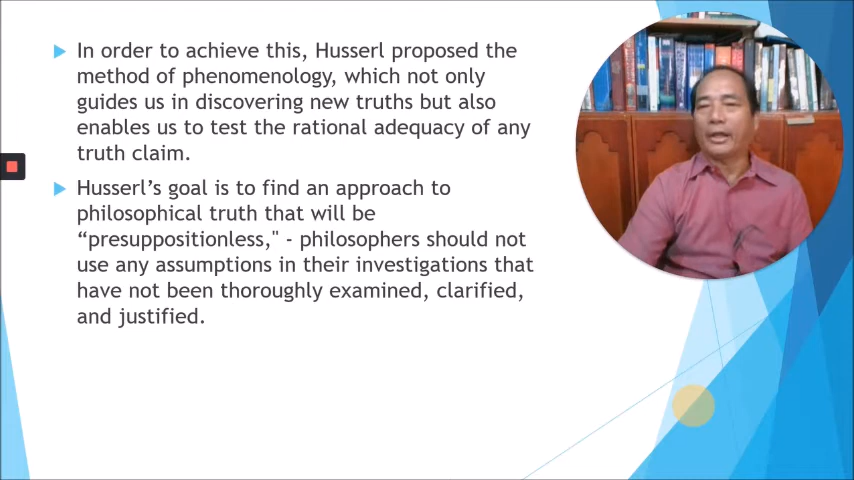 In order to achieve this, Husserl proposed the
method of phenomenology, which not only
guides us in discovering new truths but also
enables us to test the rational adequacy of any
truth claim.
Husserl’s goal is to find an approach to
philosophical truth that will be
“presuppositionless," - philosophers should not
use any assumptions in their investigations that
have not been thoroughly examined, clarified,
and justified.